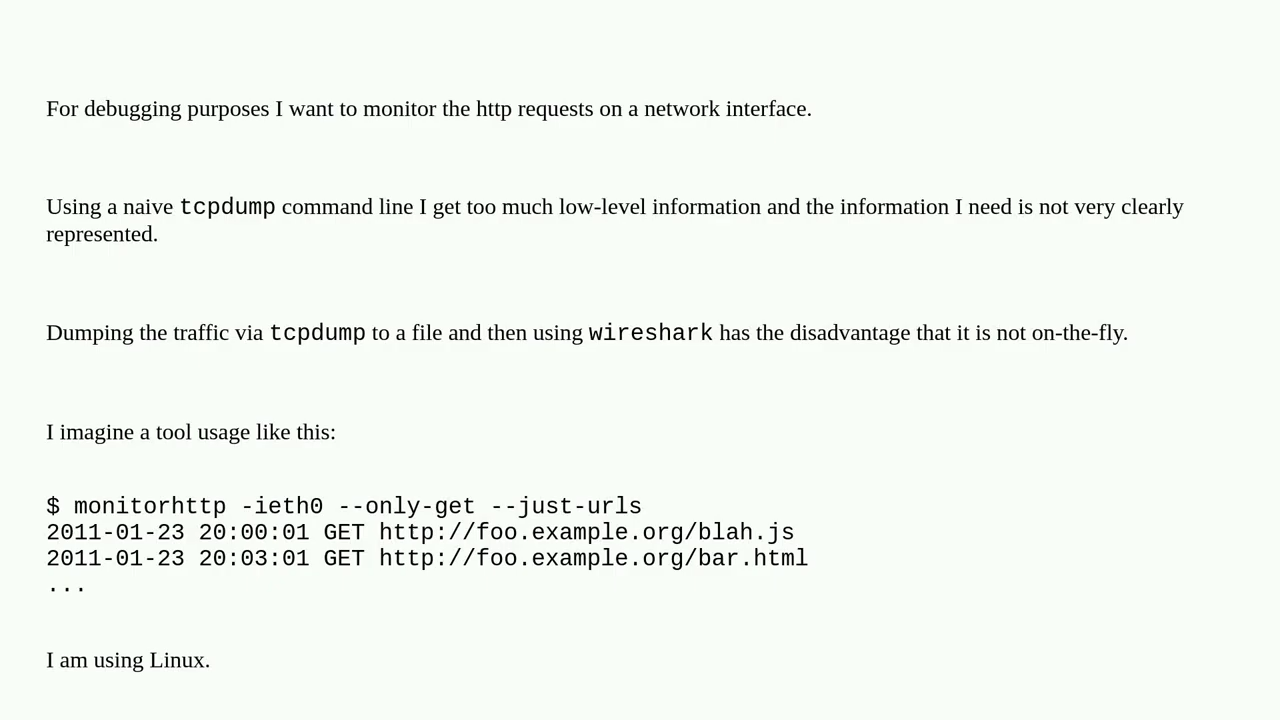 For debugging purposes I want to monitor the http requests on a network interface.
Using a naive tcpdump command line I get too much low-level information and the information I need is not very clearly
represented.
Dumping the traffic via tcpdump to a file and then using wireshark has the disadvantage that it is not on-the-fly.
I imagine a tool usage like this:
$ monitorhttp -ieth0 --only-get --just-urls
2011-01-23 20:00:01 GET http://foo.example.org/blah.js
2011-01-23 20:03:01 GET http://foo.example.org/bar.html
...
I am using Linux.